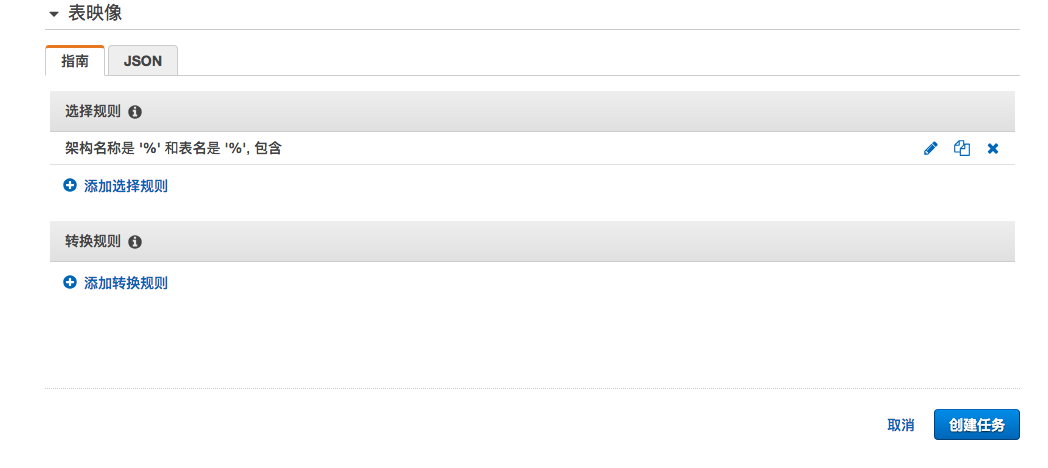 表映像
指南 JSON
选择规则
架构名称是 '%' 和表名是 '%', 包含
添加选择规则
转换规则
添加转换规则
取消 创建任务